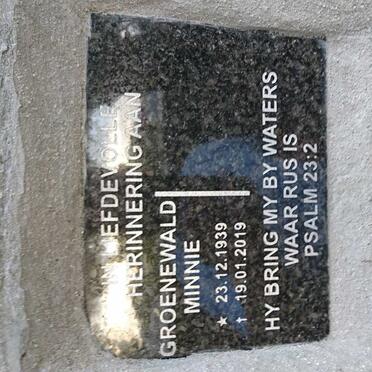 IN LIEFDEVOLLE
HERINNERING AAN
GROENEWALD
MINNIE
★ 23.12.1939
† 19.01.2019
HY BRING MY BY WATERS
WAAR RUS IS
PSALM 23:2